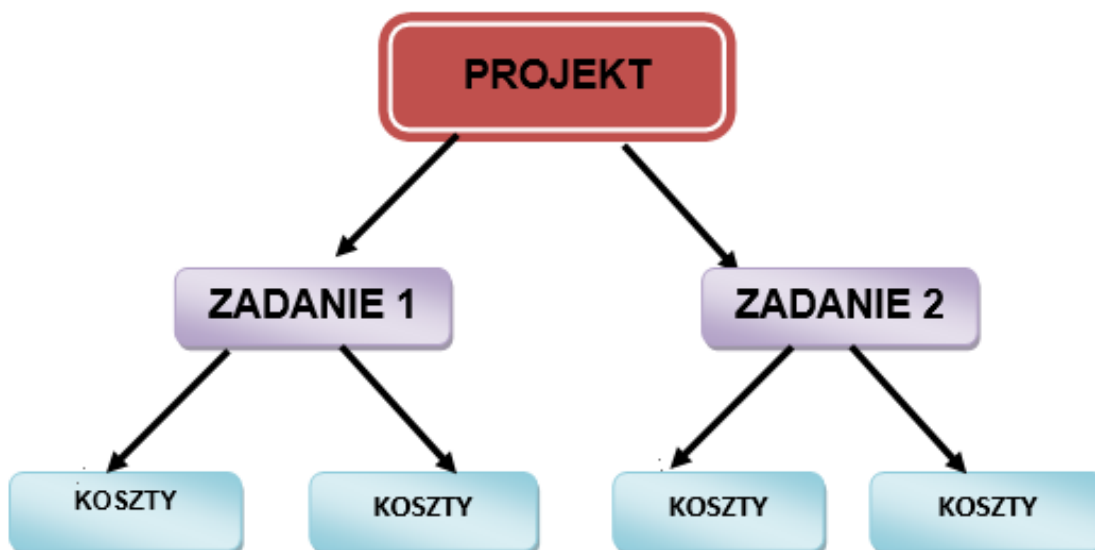 PROJEKT
ZADANIE 1
ZADANIE 2
KOSZTY
KOSZTY
KOSZTY
KOSZTY